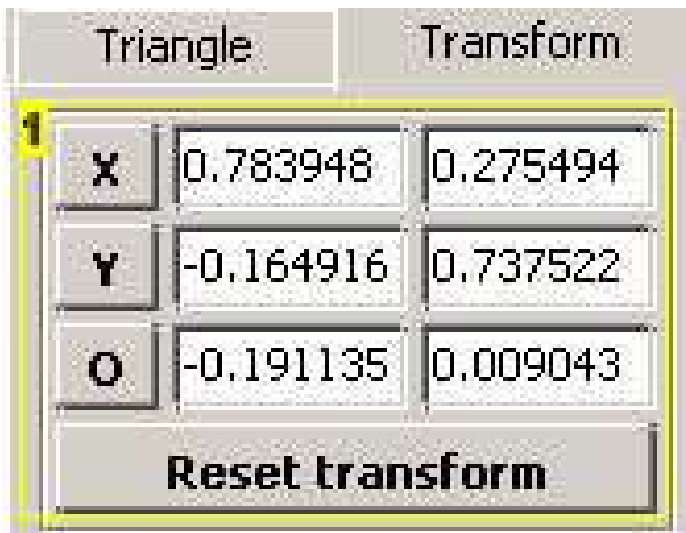 Triangle Transform
1
X 0.783948 0.275494
Y -0.164916 0.737522
O -0.191135 0.009043
Reset transform